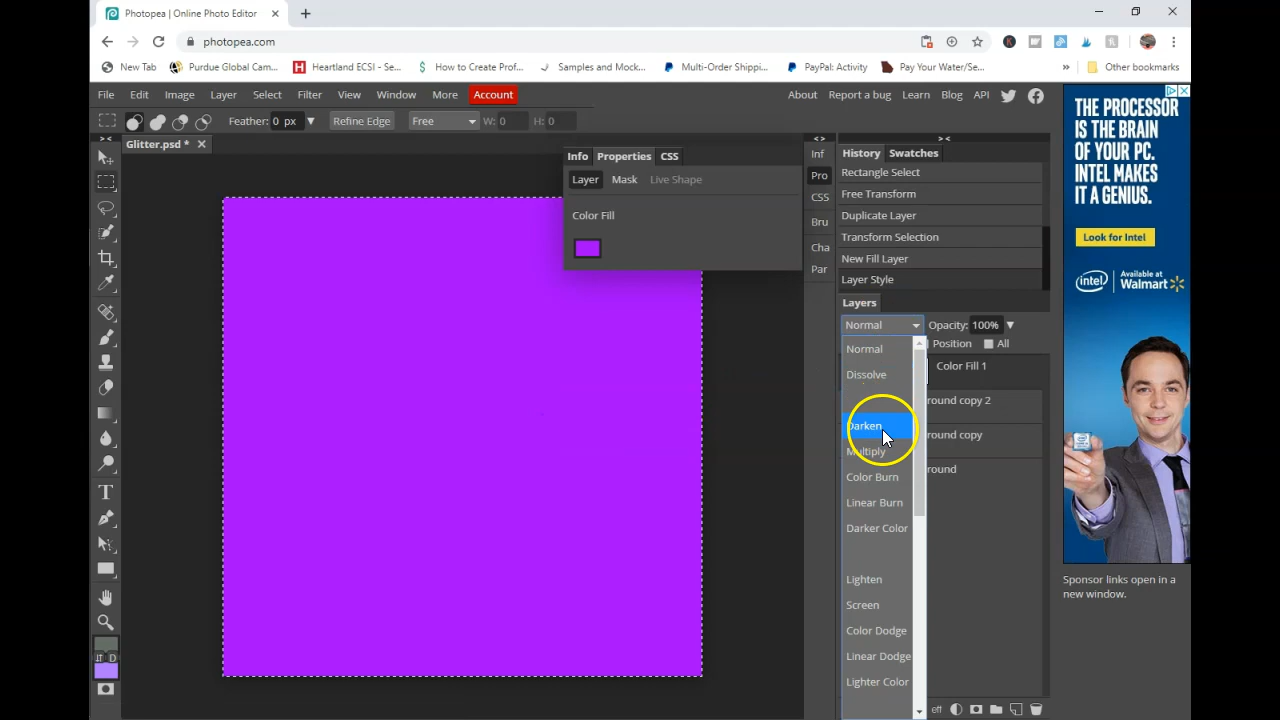 Photopea | Online Photo Editor
photopea.com
New Tab Purdue Global Cam... Heartland ECSI - Se... How to Create Prof... Samples and Mock... Multi-Order Shippi... PayPal: Activity Pay Your Water/Se... » Other bookmarks
File Edit Image Layer Select Filter View Window More Account About Report a bug Learn Blog API
Feather: 0 px Refine Edge Free W: 0 H: 0
Glitter.psd *
Info Properties CSS
Layer Mask Live Shape
Color Fill
Inf
Pro
CSS
Bru
Cha
Par
History Swatches
Rectangle Select
Free Transform
Duplicate Layer
Transform Selection
New Fill Layer
Layer Style
Layers
Normal Opacity: 100%
Position All
Normal
Dissolve
Darken
Multiply
Color Burn
Linear Burn
Darker Color
Lighten
Screen
Color Dodge
Linear Dodge
Lighter Color
Color Fill 1
round copy 2
round copy
round
eff
D
THE PROCESSOR
IS THE BRAIN
OF YOUR PC.
INTEL MAKES
IT A GENIUS.
Look for Intel
intel Available at
Walmart
Sponsor links open in a
new window.